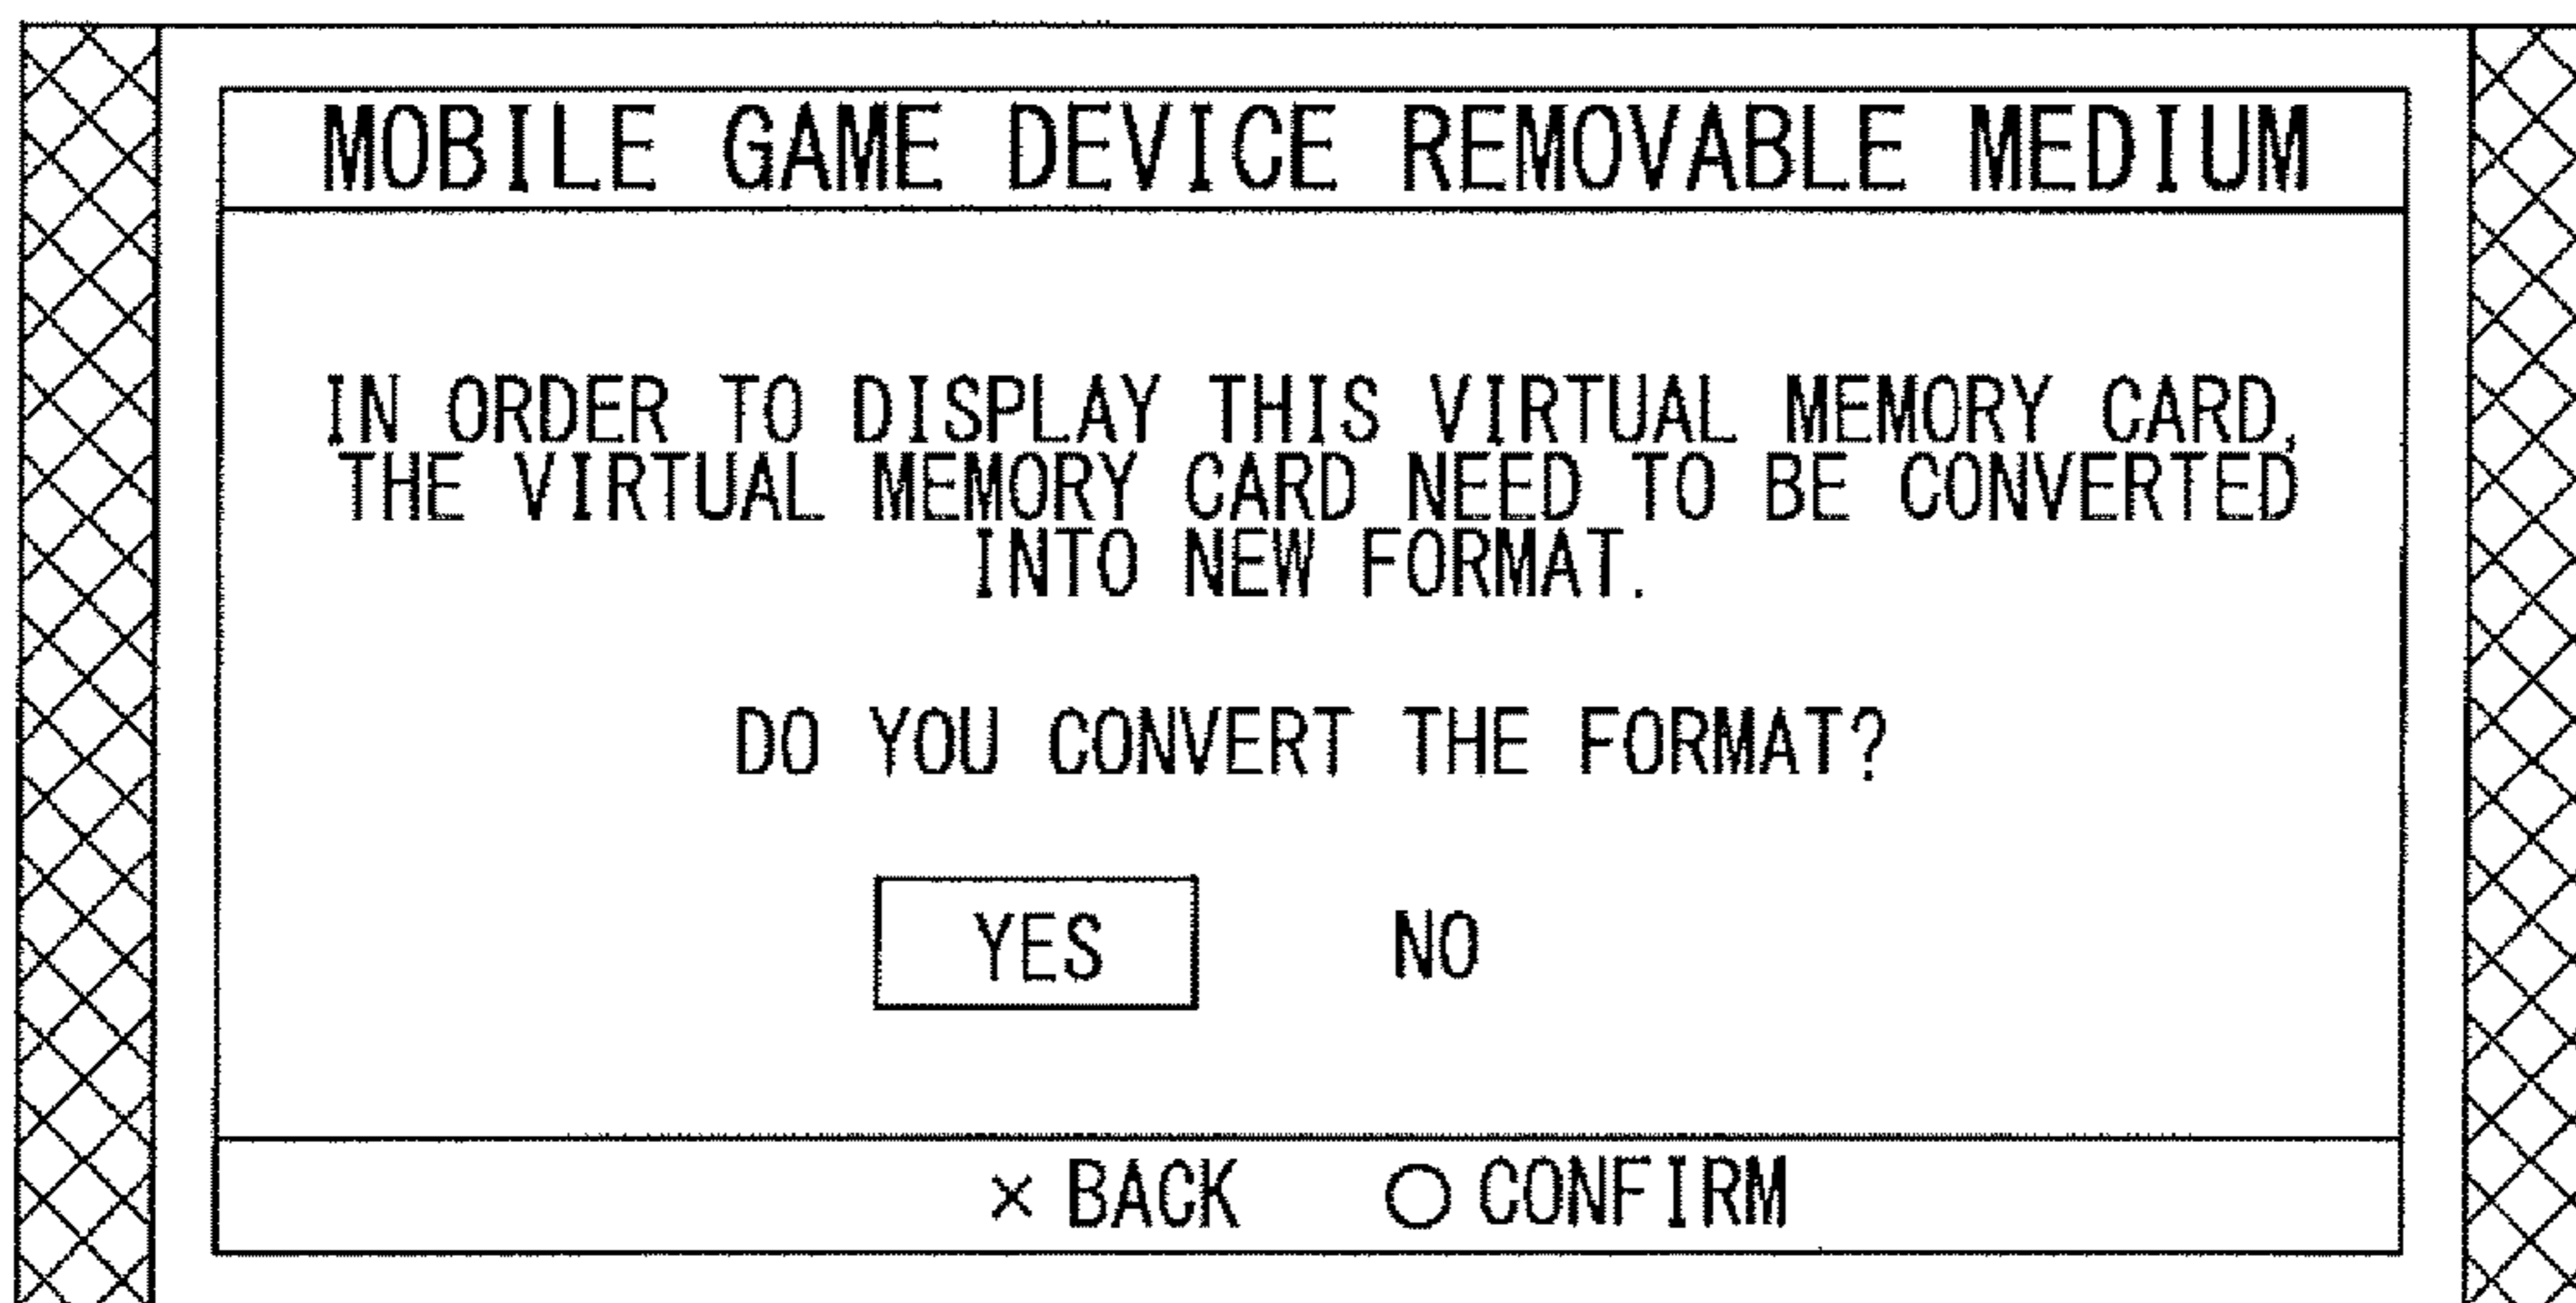 MOBILE GAME DEVICE REMOVABLE MEDIUM
IN ORDER TO DISPLAY THIS VIRTUAL MEMORY CARD,
THE VIRTUAL MEMORY CARD NEED TO BE CONVERTED
INTO NEW FORMAT.
DO YOU CONVERT THE FORMAT?
YES NO
× BACK ○ CONFIRM